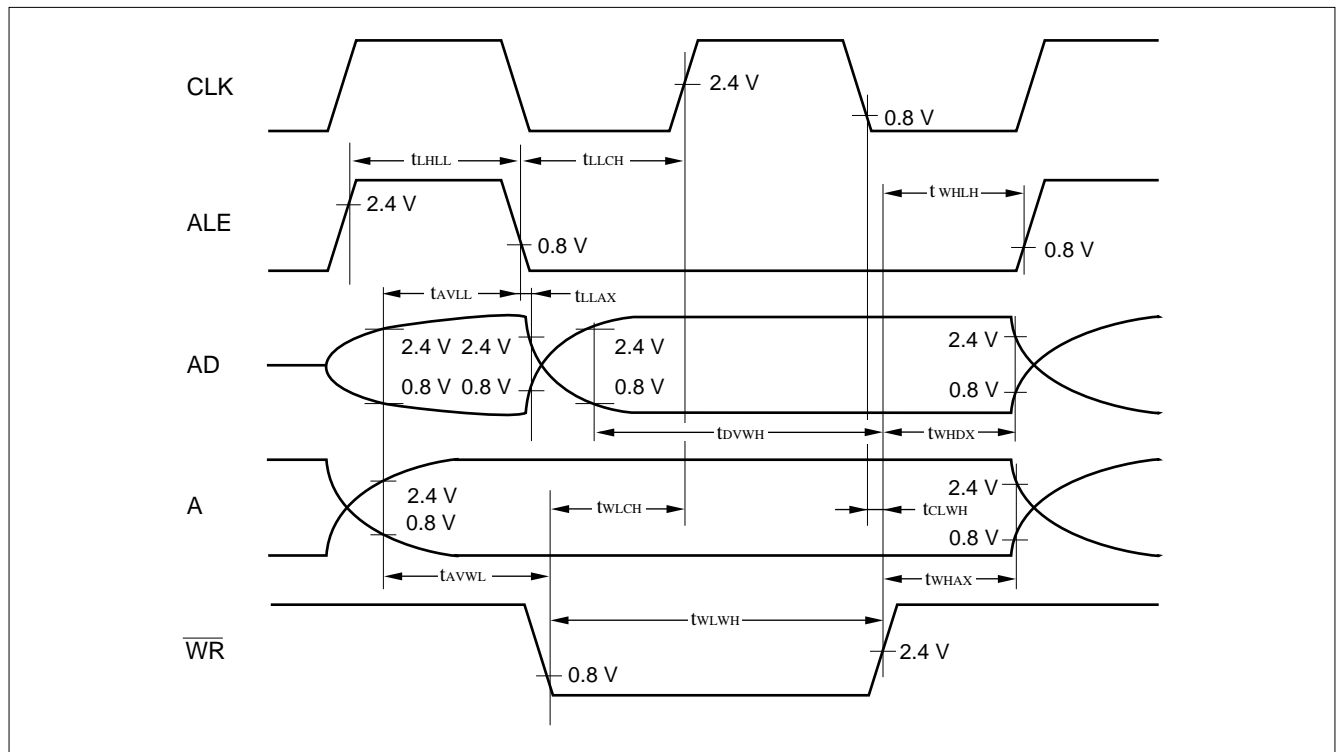 CLK
2.4 V
0.8 V
tLHLL
tLLCH
t WHLH
ALE
2.4 V
0.8 V
0.8 V
tAVLL
tLLAX
AD
2.4 V 2.4 V
2.4 V
2.4 V
0.8 V 0.8 V
0.8 V
0.8 V
tDVWH
tWHDX
A
2.4 V
0.8 V
tWLCH
tCLWH
2.4 V
0.8 V
tAVWL
tWHAX
WR
tWLWH
0.8 V
2.4 V